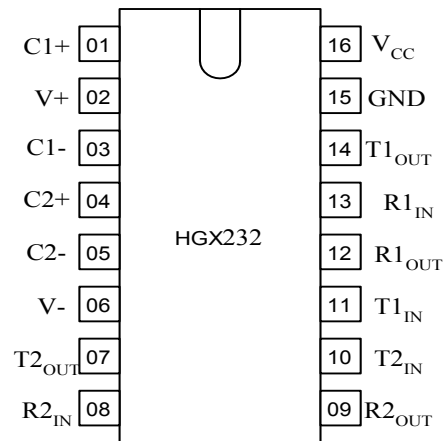 C1+ 01 16 VCC
V+ 02 15 GND
C1- 03 14 T1OUT
C2+ 04 13 R1IN
C2- 05 HGX232 12 R1OUT
V- 06 11 T1IN
T2OUT 07 10 T2IN
R2IN 08 09 R2OUT